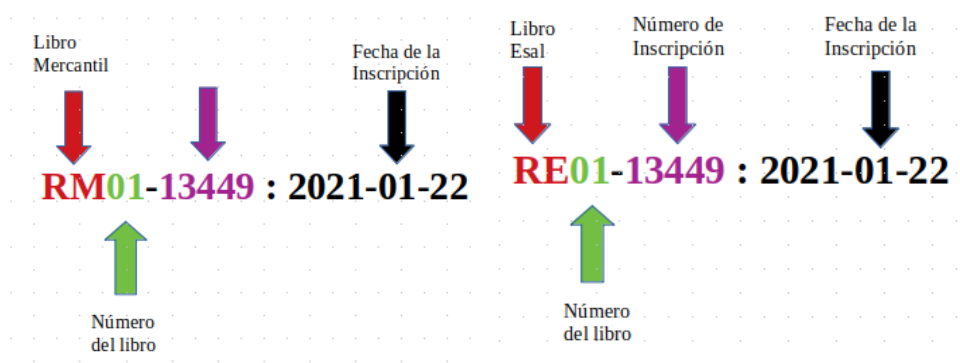 Libro
Mercantil
Fecha de la
Inscripción
RM01-13449 : 2021-01-22
Número
del libro
Libro
Esal
Número de
Inscripción
Fecha de la
Inscripción
RE01-13449 : 2021-01-22
Número
del libro